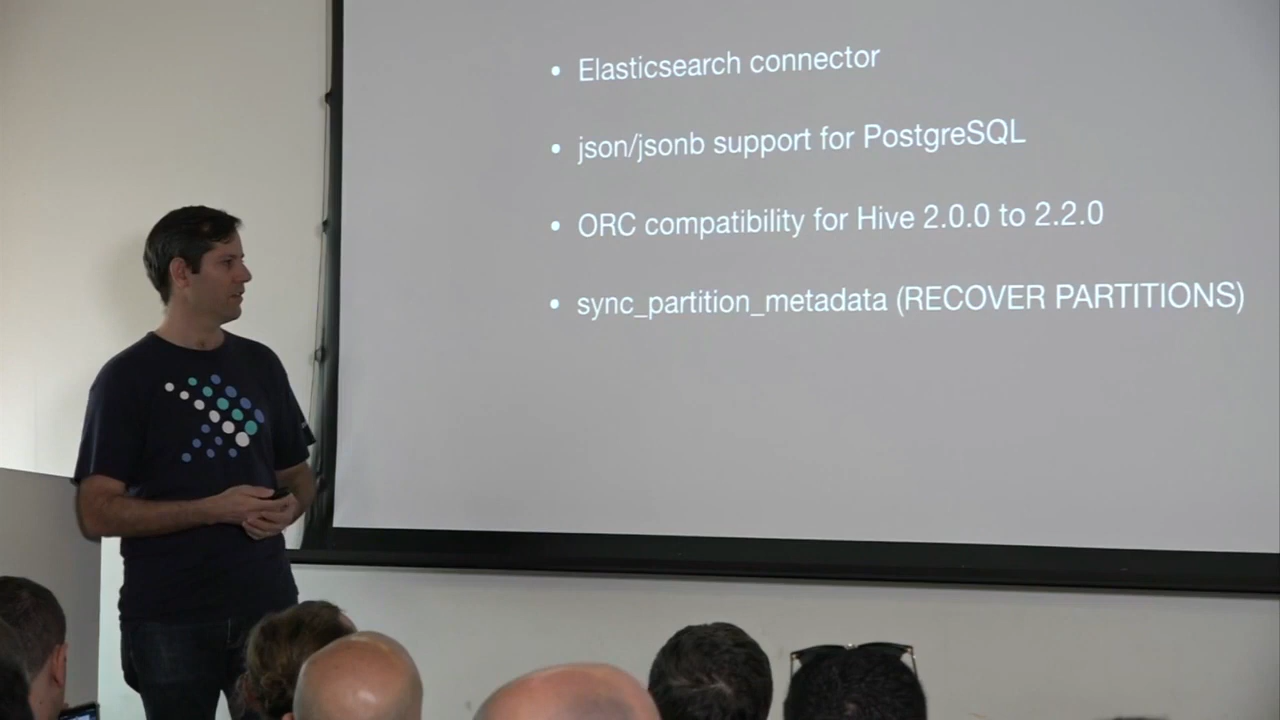 • Elasticsearch connector
• json/jsonb support for PostgreSQL
• ORC compatibility for Hive 2.0.0 to 2.2.0
• sync_partition_metadata (RECOVER PARTITIONS)